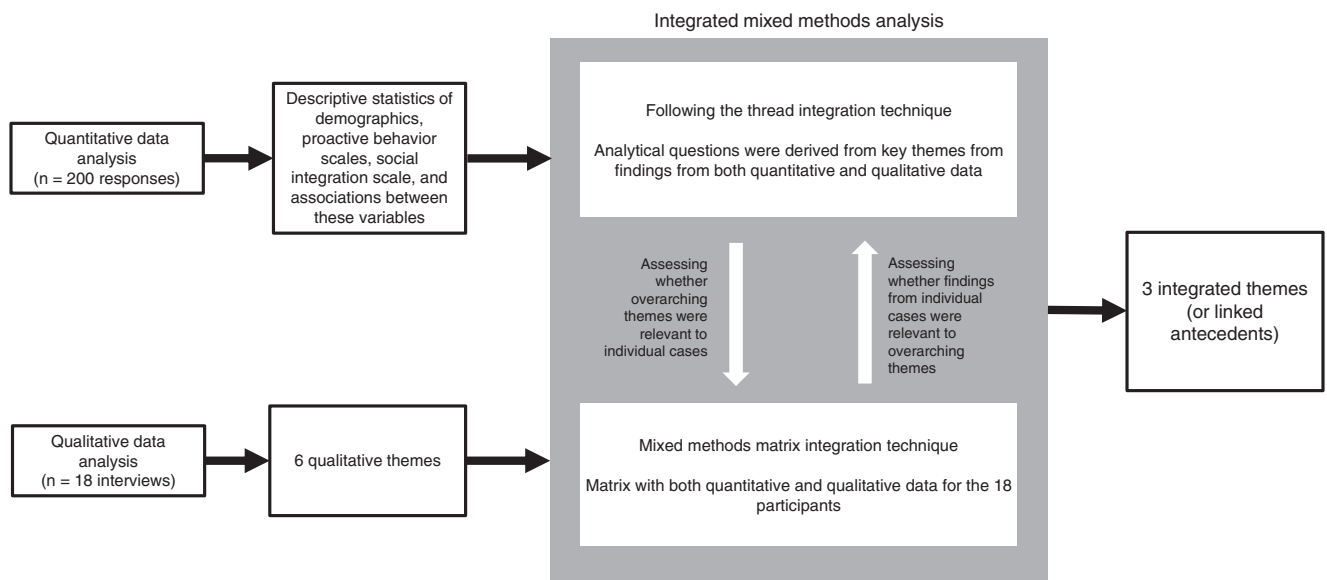 Integrated mixed methods analysis
Quantitative data
analysis
(n = 200 responses)
Descriptive statistics of
demographics,
proactive behavior
scales, social
integration scale, and
associations between
these variables
Following the thread integration technique
Analytical questions were derived from key themes from
findings from both quantitative and qualitative data
Assessing
whether
overarching
themes were
relevant to
individual cases
Assessing
whether findings
from individual
cases were
relevant to
overarching
themes
3 integrated themes
(or linked
antecedents)
Qualitative data
analysis
(n = 18 interviews)
6 qualitative themes
Mixed methods matrix integration technique
Matrix with both quantitative and qualitative data for the 18
participants